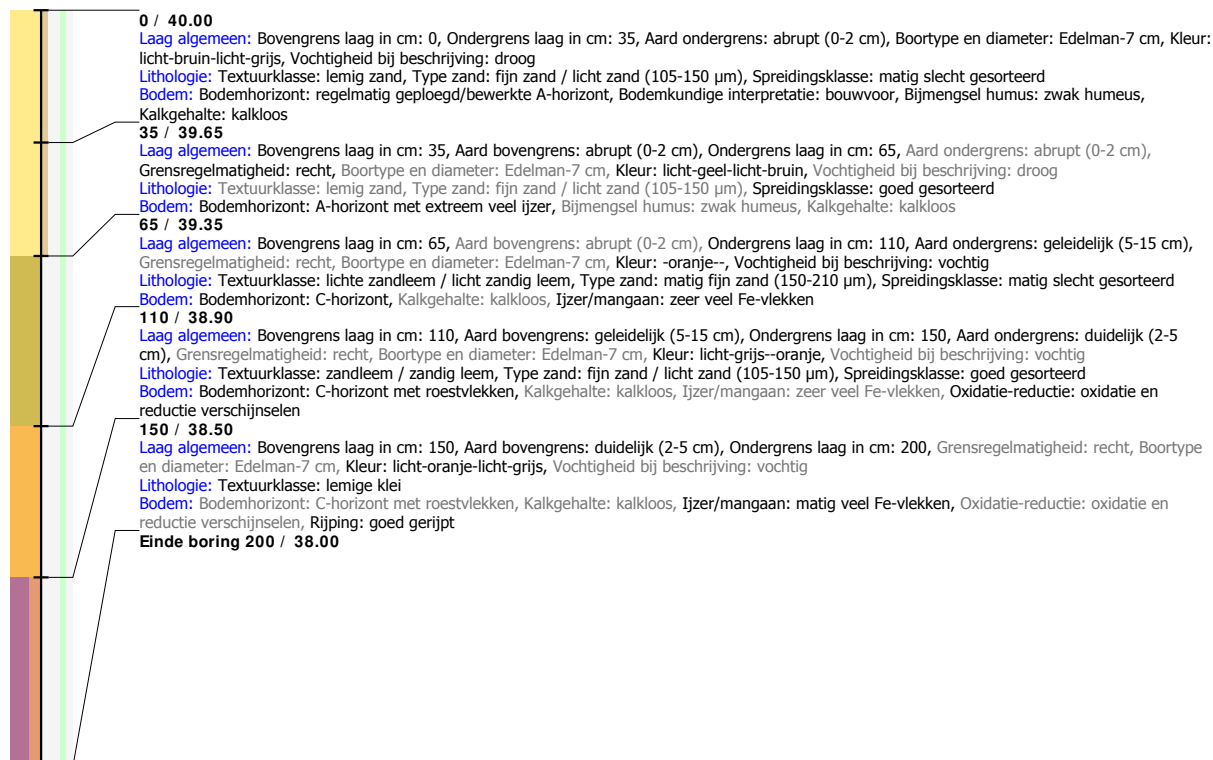 0 / 40.00
Laag algemeen: Bovengrens laag in cm: 0, Ondergrens laag in cm: 35, Aard ondergrens: abrupt (0-2 cm), Boortype en diameter: Edelman-7 cm, Kleur:
licht-bruin-licht-grijs, Vochtigheid bij beschrijving: droog
Lithologie: Textuurklasse: lemig zand, Type zand: fijn zand / licht zand (105-150 µm), Spreidingsklasse: matig slecht gesorteerd
Bodem: Bodemhorizont: regelmatig geploegd/bewerkte A-horizont, Bodemkundige interpretatie: bouwvoor, Bijmengsel humus: zwak humeus,
Kalkgehalte: kalkloos
35 / 39.65
Laag algemeen: Bovengrens laag in cm: 35, Aard bovengrens: abrupt (0-2 cm), Ondergrens laag in cm: 65, Aard ondergrens: abrupt (0-2 cm),
Grensregelmatigheid: recht, Boortype en diameter: Edelman-7 cm, Kleur: licht-geel-licht-bruin, Vochtigheid bij beschrijving: droog
Lithologie: Textuurklasse: lemig zand, Type zand: fijn zand / licht zand (105-150 µm), Spreidingsklasse: goed gesorteerd
Bodem: Bodemhorizont: A-horizont met extreem veel ijzer, Bijmengsel humus: zwak humeus, Kalkgehalte: kalkloos
65 / 39.35
Laag algemeen: Bovengrens laag in cm: 65, Aard bovengrens: abrupt (0-2 cm), Ondergrens laag in cm: 110, Aard ondergrens: geleidelijk (5-15 cm),
Grensregelmatigheid: recht, Boortype en diameter: Edelman-7 cm, Kleur: -oranje--, Vochtigheid bij beschrijving: vochtig
Lithologie: Textuurklasse: lichte zandleem / licht zandig leem, Type zand: matig fijn zand (150-210 µm), Spreidingsklasse: matig slecht gesorteerd
Bodem: Bodemhorizont: C-horizont, Kalkgehalte: kalkloos, Ijzer/mangaan: zeer veel Fe-vlekken
110 / 38.90
Laag algemeen: Bovengrens laag in cm: 110, Aard bovengrens: geleidelijk (5-15 cm), Ondergrens laag in cm: 150, Aard ondergrens: duidelijk (2-5
cm), Grensregelmatigheid: recht, Boortype en diameter: Edelman-7 cm, Kleur: licht-grijs--oranje, Vochtigheid bij beschrijving: vochtig
Lithologie: Textuurklasse: zandleem / zandig leem, Type zand: fijn zand / licht zand (105-150 µm), Spreidingsklasse: goed gesorteerd
Bodem: Bodemhorizont: C-horizont met roestvlekken, Kalkgehalte: kalkloos, Ijzer/mangaan: zeer veel Fe-vlekken, Oxidatie-reductie: oxidatie en
reductie verschijnselen
150 / 38.50
Laag algemeen: Bovengrens laag in cm: 150, Aard bovengrens: duidelijk (2-5 cm), Ondergrens laag in cm: 200, Grensregelmatigheid: recht, Boortype
en diameter: Edelman-7 cm, Kleur: licht-oranje-licht-grijs, Vochtigheid bij beschrijving: vochtig
Lithologie: Textuurklasse: lemige klei
Bodem: Bodemhorizont: C-horizont met roestvlekken, Kalkgehalte: kalkloos, Ijzer/mangaan: matig veel Fe-vlekken, Oxidatie-reductie: oxidatie en
reductie verschijnselen, Rijping: goed gerijpt
Einde boring 200 / 38.00